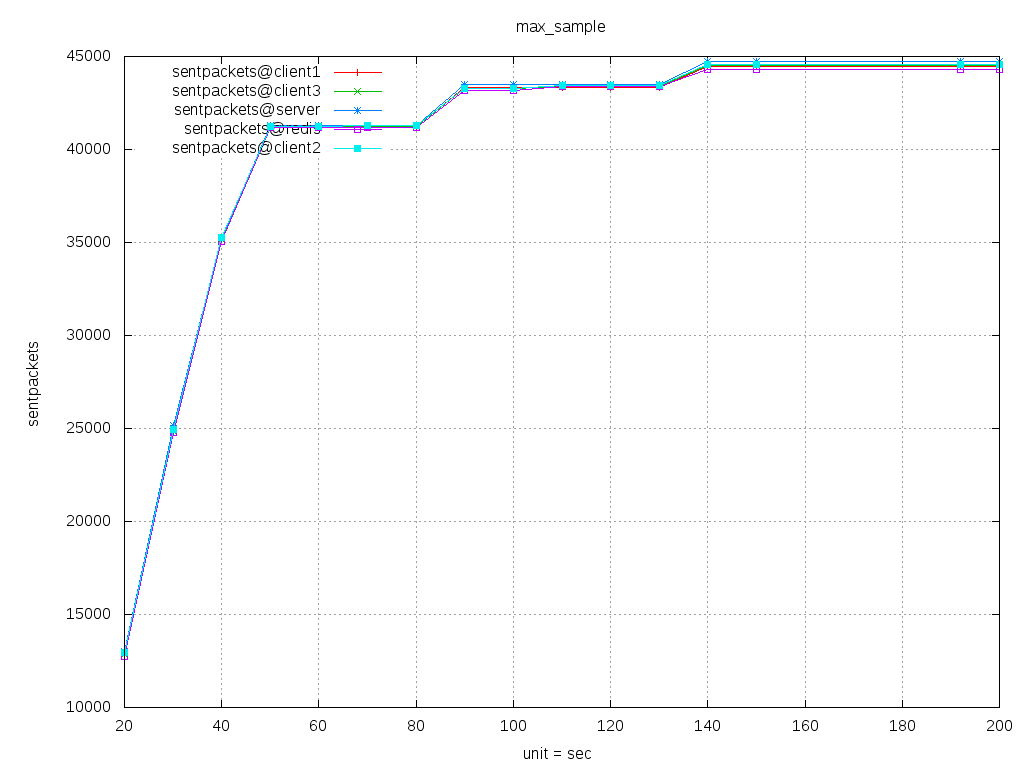 max_sample
45000
40000
35000
30000
25000
20000
15000
10000
sentpackets
sentpackets@client1
sentpackets@client3
sentpackets@server
sentpackets@redis
sentpackets@client2
20 40 60 80 100 120 140 160 180 200
unit = sec